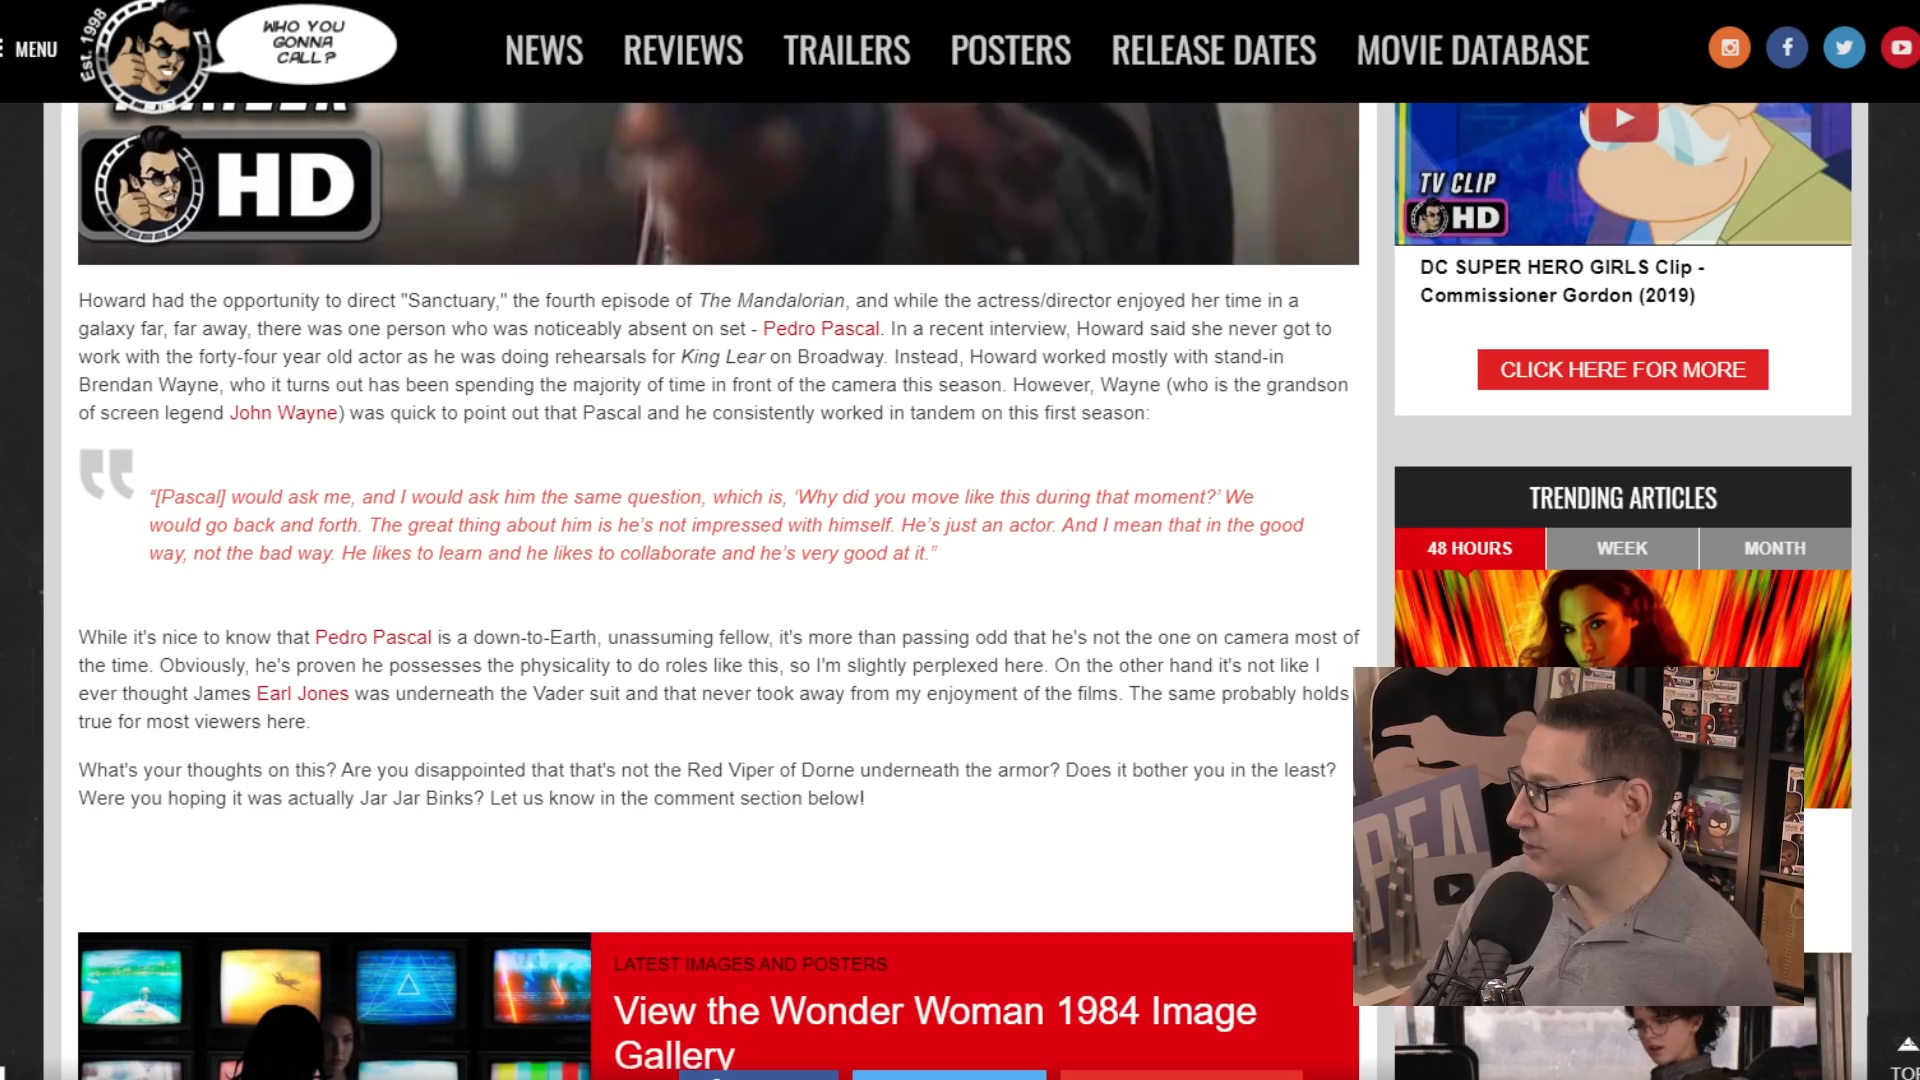 MENU
Est. 1998
WHO YOU
GONNA
CALL?
NEWS REVIEWS TRAILERS POSTERS RELEASE DATES MOVIE DATABASE
HD
Howard had the opportunity to direct "Sanctuary," the fourth episode of The Mandalorian, and while the actress/director enjoyed her time in a
galaxy far, far away, there was one person who was noticeably absent on set - Pedro Pascal. In a recent interview, Howard said she never got to
work with the forty-four year old actor as he was doing rehearsals for King Lear on Broadway. Instead, Howard worked mostly with stand-in
Brendan Wayne, who it turns out has been spending the majority of time in front of the camera this season. However, Wayne (who is the grandson
of screen legend John Wayne) was quick to point out that Pascal and he consistently worked in tandem on this first season:
“[Pascal] would ask me, and I would ask him the same question, which is, ‘Why did you move like this during that moment?’ We
would go back and forth. The great thing about him is he’s not impressed with himself. He’s just an actor. And I mean that in the good
way, not the bad way. He likes to learn and he likes to collaborate and he’s very good at it.”
While it's nice to know that Pedro Pascal is a down-to-Earth, unassuming fellow, it's more than passing odd that he's not the one on camera most of
the time. Obviously, he's proven he possesses the physicality to do roles like this, so I'm slightly perplexed here. On the other hand it's not like I
ever thought James Earl Jones was underneath the Vader suit and that never took away from my enjoyment of the films. The same probably holds
true for most viewers here.
What's your thoughts on this? Are you disappointed that that's not the Red Viper of Dorne underneath the armor? Does it bother you in the least?
Were you hoping it was actually Jar Jar Binks? Let us know in the comment section below!
LATEST IMAGES AND POSTERS
View the Wonder Woman 1984 Image
Gallery
TV CLIP
HD
DC SUPER HERO GIRLS Clip -
Commissioner Gordon (2019)
CLICK HERE FOR MORE
TRENDING ARTICLES
48 HOURS WEEK MONTH